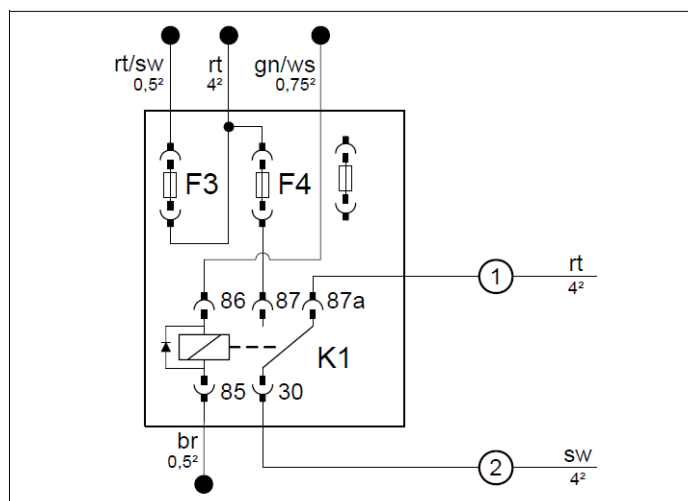 rt/sw
0,5²
rt
4²
gn/ws
0,75²
F3
F4
86
87
87a
1
rt
4²
K1
85
30
br
0,5²
2
sw
4²